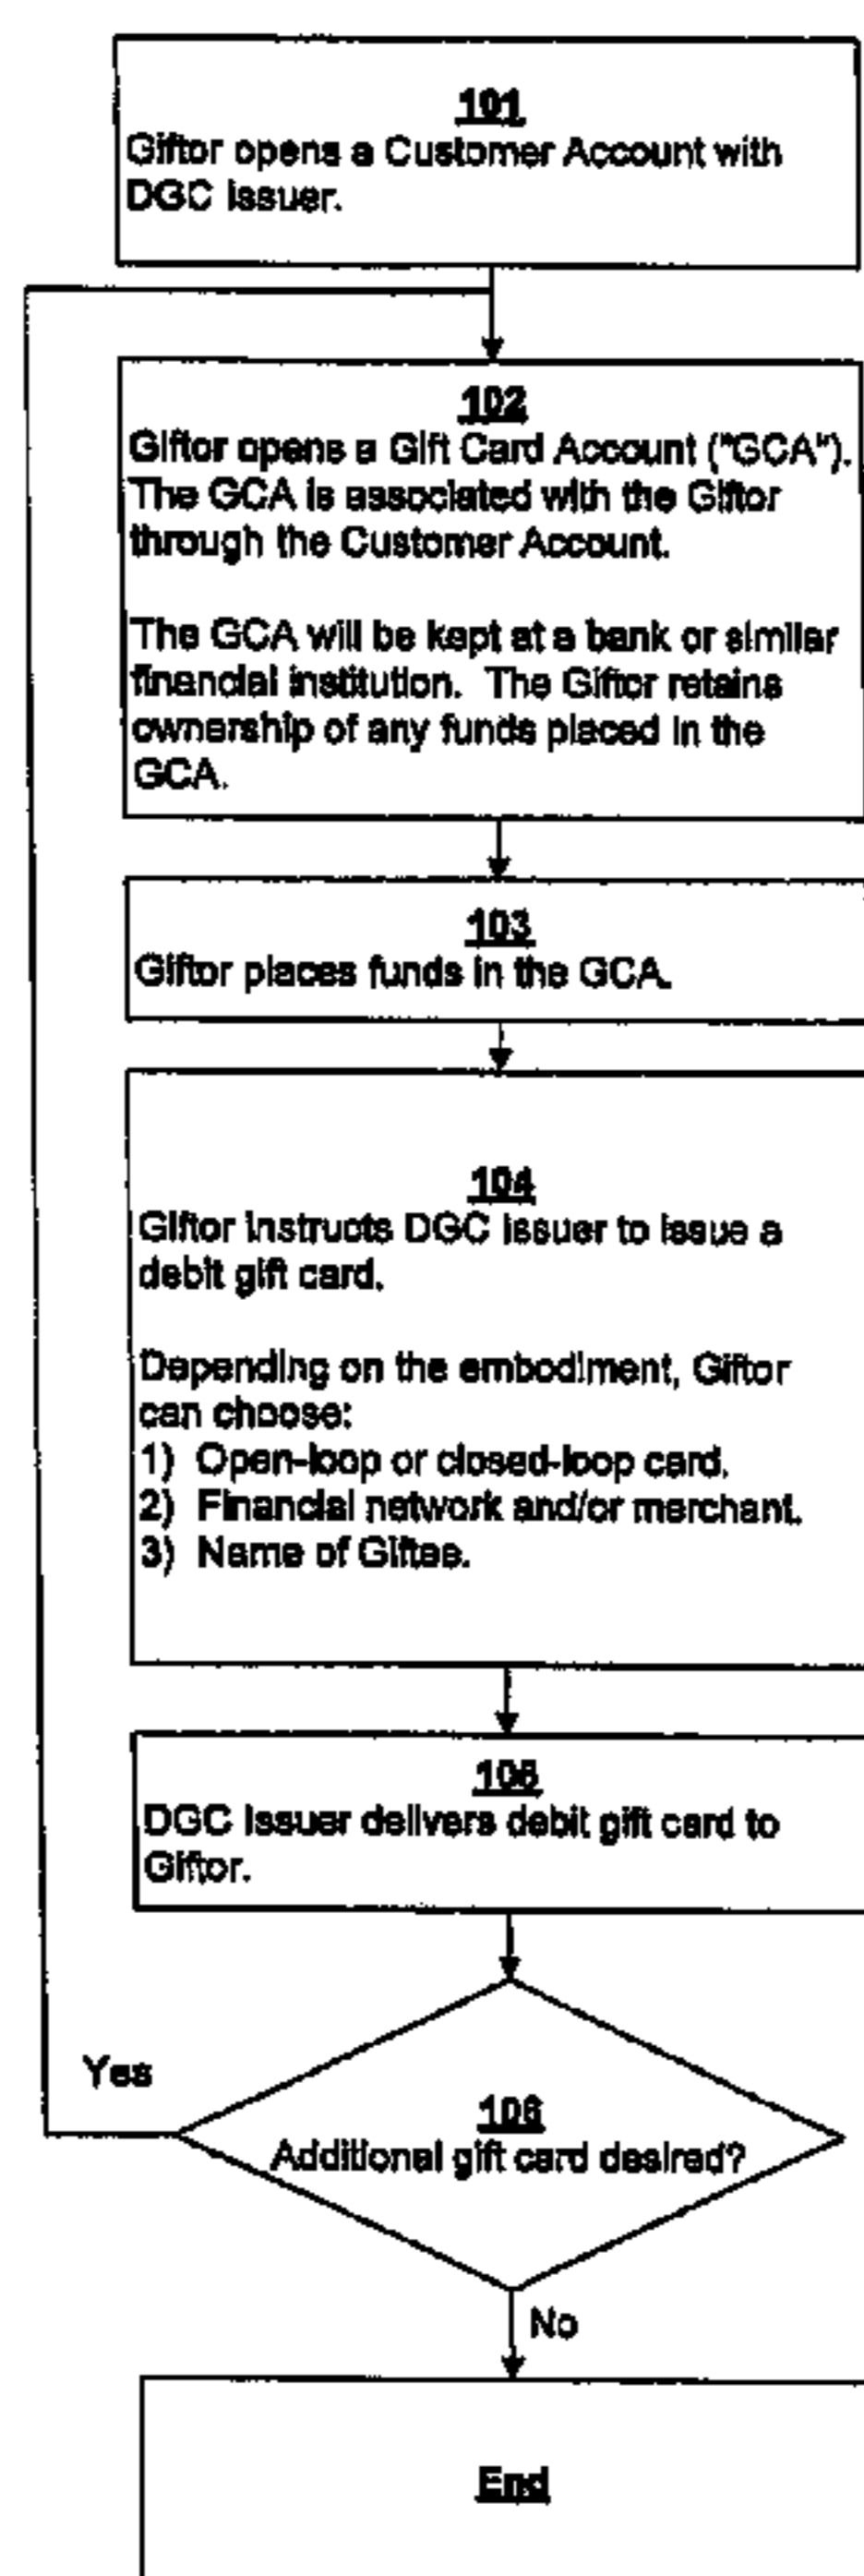 101
Giftor opens a Customer Account with
DGC issuer.
102
Giftor opens a Gift Card Account ("GCA").
The GCA is associated with the Giftor
through the Customer Account.
The GCA will be kept at a bank or similar
financial institution. The Giftor retains
ownership of any funds placed in the
GCA.
103
Giftor places funds in the GCA.
104
Giftor instructs DGC issuer to issue a
debit gift card.
Depending on the embodiment, Giftor
can choose:
1) Open-loop or closed-loop card.
2) Financial network and/or merchant.
3) Name of Giftee.
105
DGC issuer delivers debit gift card to
Giftor.
Yes
106
Additional gift card desired?
No
End